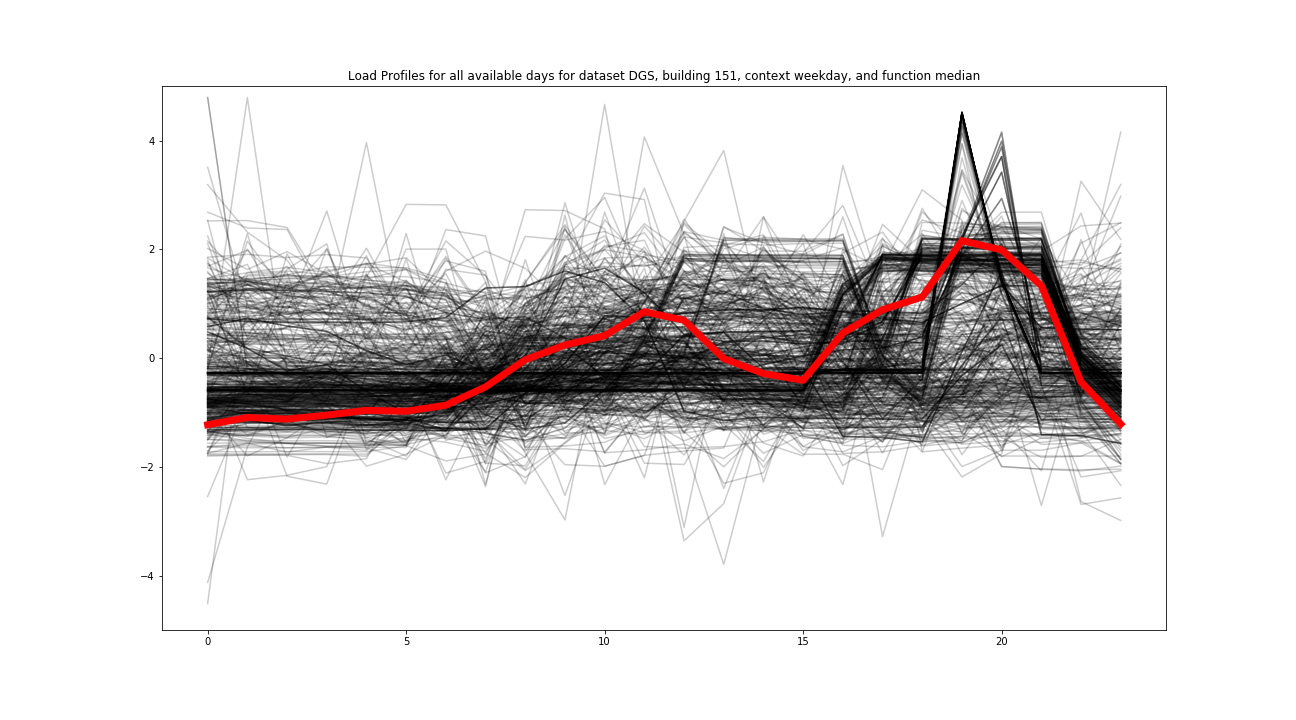 Load Profiles for all available days for dataset DGS, building 151, context weekday, and function median
4
2
0
−2
−4
0 5 10 15 20